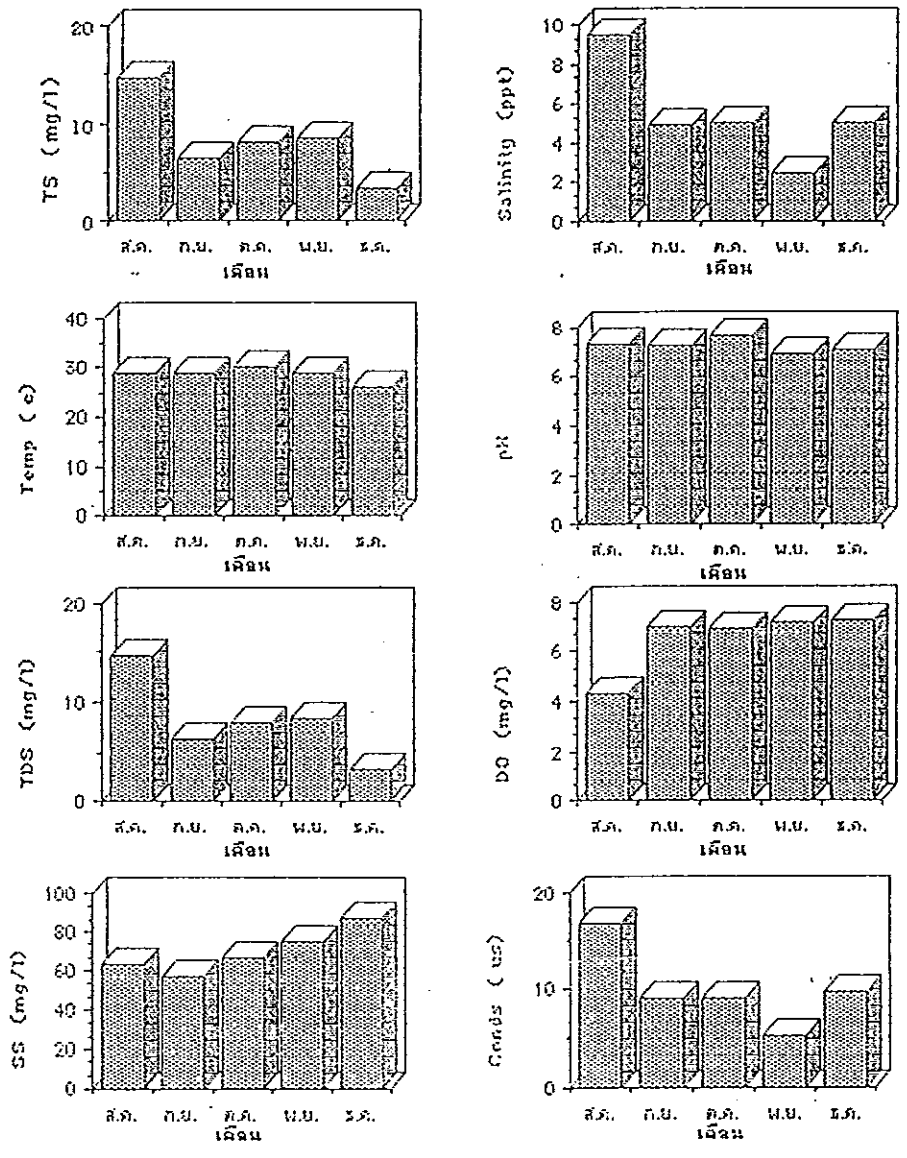 TS (mg/l)
20
10
0
ส.ค. ก.ย. ต.ค. พ.ย. ธ.ค.
เดือน
Salinity (ppt)
10
8
6
4
2
0
ส.ค. ก.ย. ต.ค. พ.ย. ธ.ค.
เดือน
Temp (c)
40
30
20
10
0
ส.ค. ก.ย. ต.ค. พ.ย. ธ.ค.
เดือน
pH
8
6
4
2
0
ส.ค. ก.ย. ต.ค. พ.ย. ธ.ค.
เดือน
TDS (mg/l)
20
10
0
ส.ค. ก.ย. ต.ค. พ.ย. ธ.ค.
เดือน
DO (mg/l)
8
6
4
2
0
ส.ค. ก.ย. ต.ค. พ.ย. ธ.ค.
เดือน
SS (mg/l)
100
80
60
40
20
0
ส.ค. ก.ย. ต.ค. พ.ย. ธ.ค.
เดือน
Conds (us)
20
10
0
ส.ค. ก.ย. ต.ค. พ.ย. ธ.ค.
เดือน